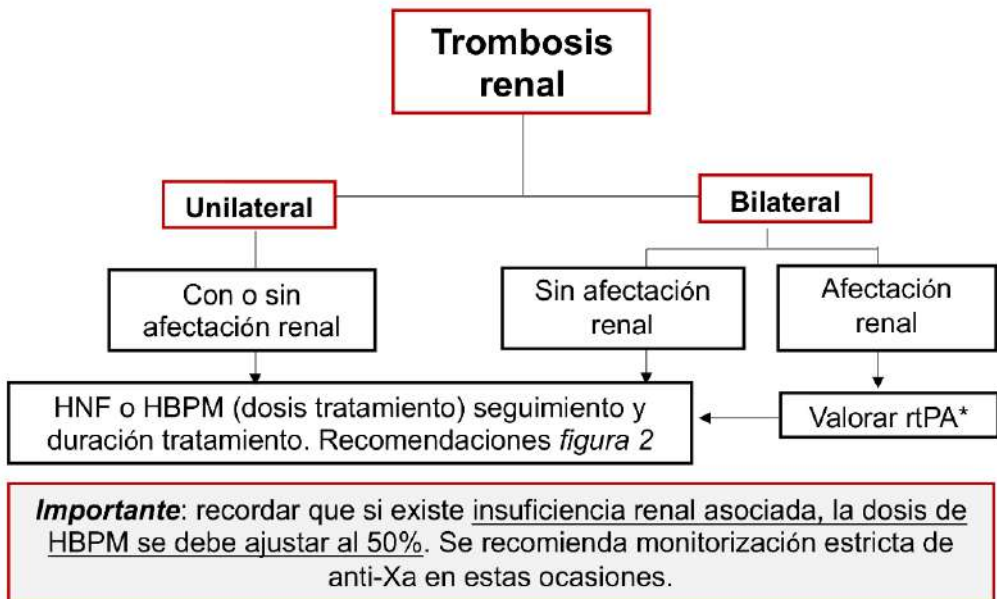 Trombosis
renal
Unilateral
Bilateral
Con o sin
afectación renal
Sin afectación
renal
Afectación
renal
HNF o HBPM (dosis tratamiento) seguimiento y
duración tratamiento. Recomendaciones figura 2
Valorar rtPA*
Importante: recordar que si existe insuficiencia renal asociada, la dosis de
HBPM se debe ajustar al 50%. Se recomienda monitorización estricta de
anti-Xa en estas ocasiones.